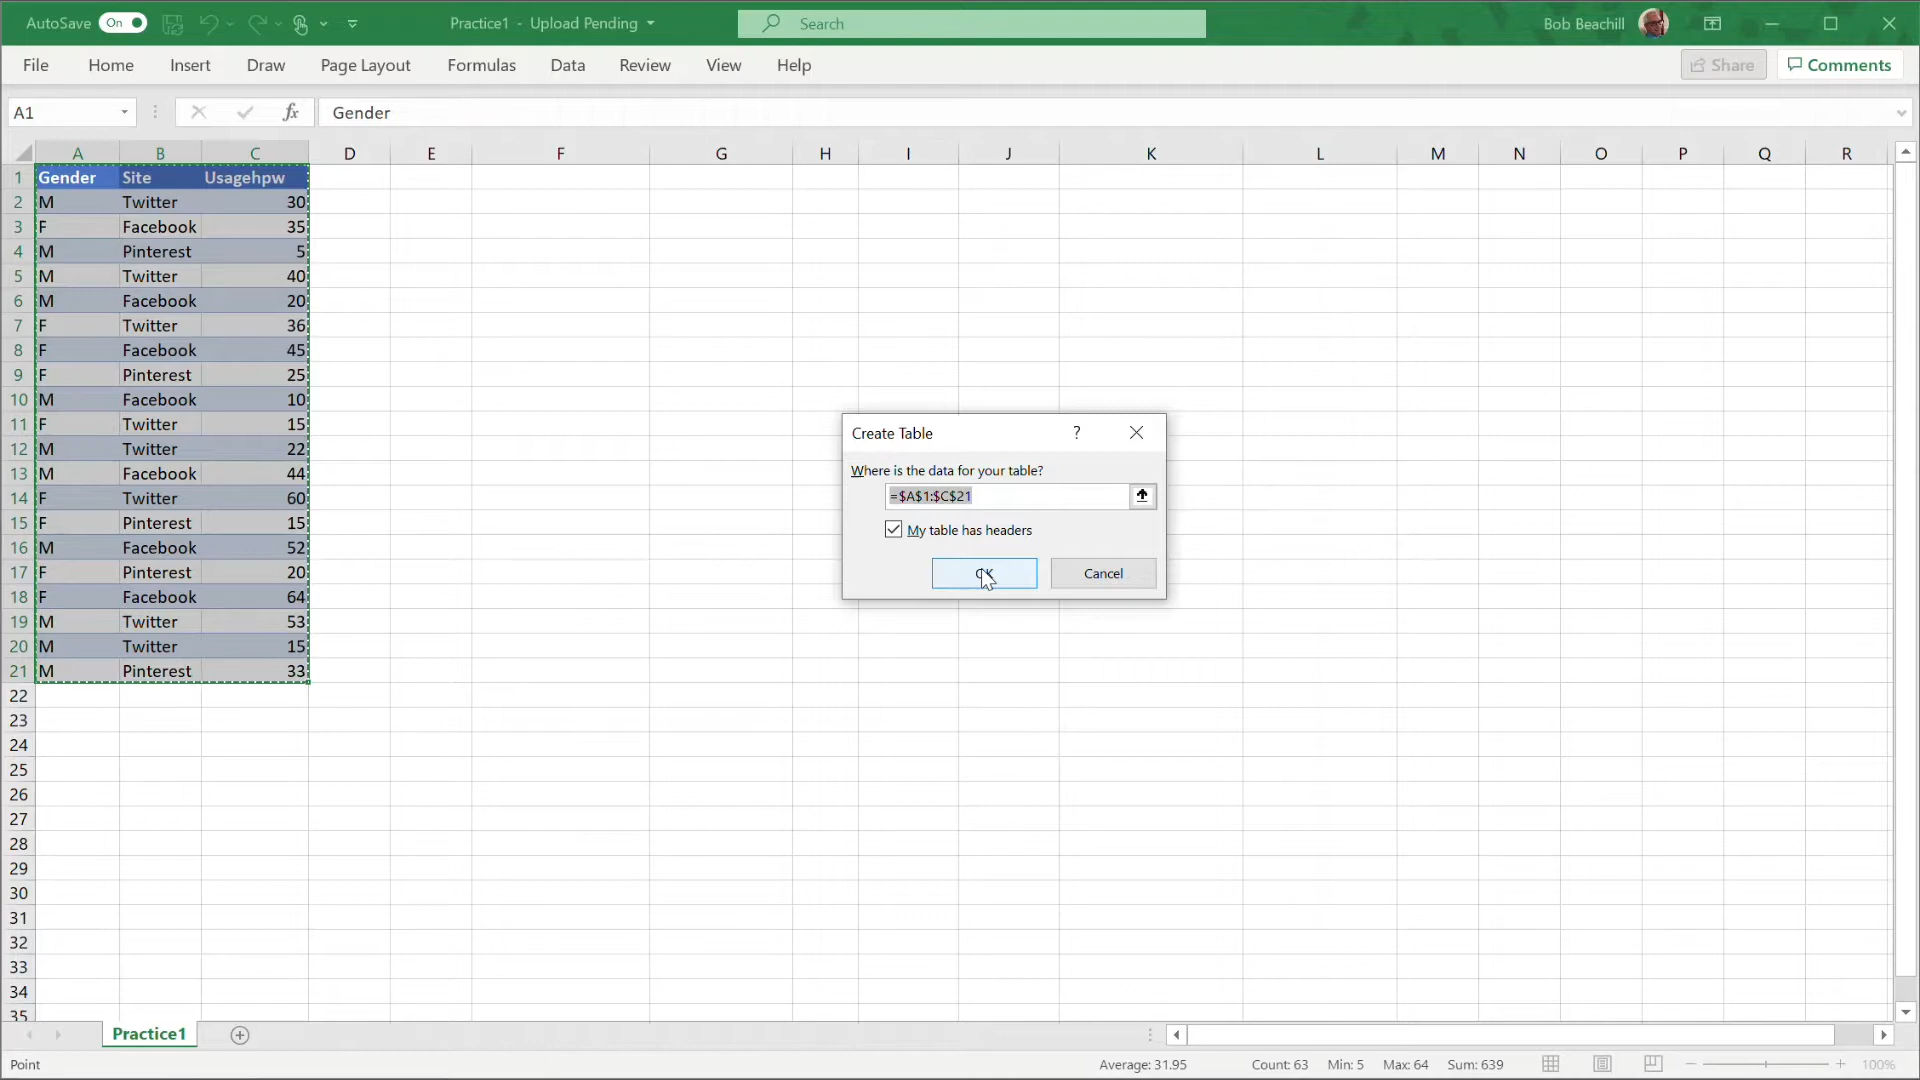 AutoSave On Practice1 - Upload Pending Search Bob Beachill
File Home Insert Draw Page Layout Formulas Data Review View Help Share Comments
A1 fx Gender
A B C D E F G H I J K L M N O P Q R
1 Gender Site Usagehpw
2 M Twitter 30
3 F Facebook 35
4 M Pinterest 5
5 M Twitter 40
6 M Facebook 20
7 F Twitter 36
8 F Facebook 45
9 F Pinterest 25
10 M Facebook 10
11 F Twitter 15
12 M Twitter 22
13 M Facebook 44
14 F Twitter 60
15 F Pinterest 15
16 M Facebook 52
17 F Pinterest 20
18 F Facebook 64
19 M Twitter 53
20 M Twitter 15
21 M Pinterest 33
22
23
24
25
26
27
28
29
30
31
32
33
34
35
Create Table ?
Where is the data for your table?
=$A$1:$C$21
My table has headers
OK Cancel
Practice1
Point Average: 31.95 Count: 63 Min: 5 Max: 64 Sum: 639 100%